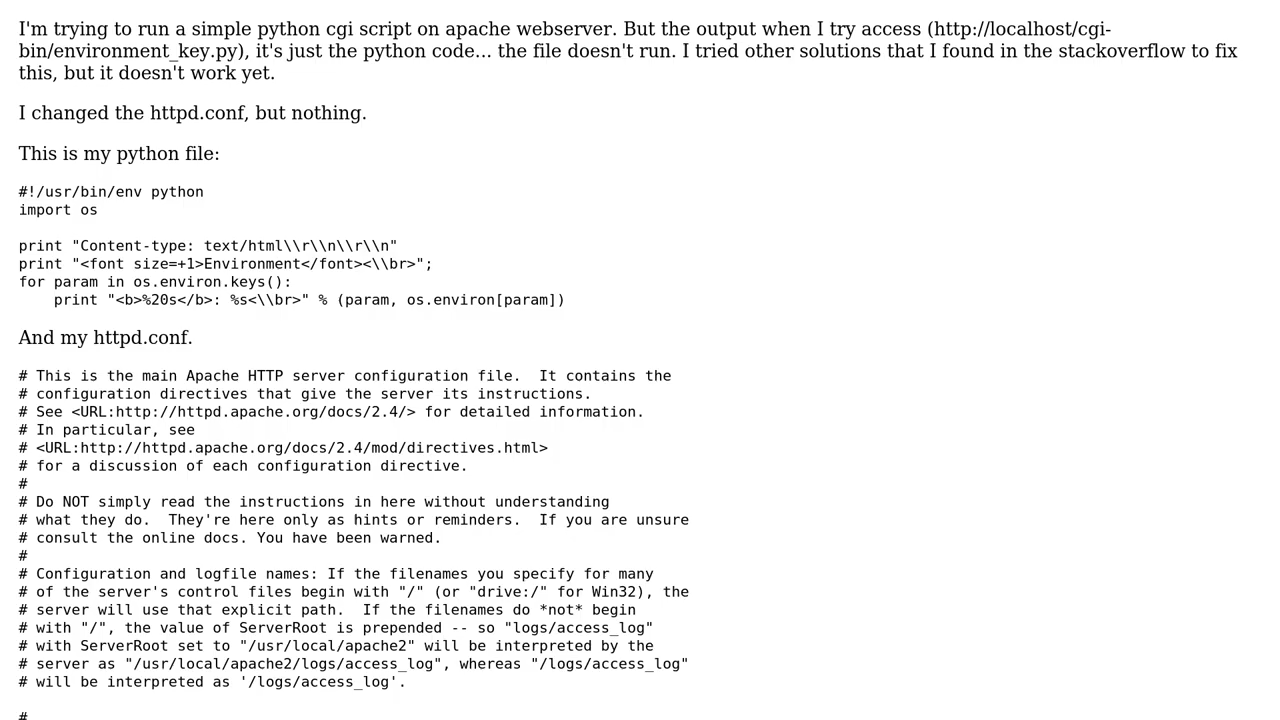 I'm trying to run a simple python cgi script on apache webserver. But the output when I try access (http://localhost/cgi-
bin/environment_key.py), it's just the python code... the file doesn't run. I tried other solutions that I found in the stackoverflow to fix
this, but it doesn't work yet.
I changed the httpd.conf, but nothing.
This is my python file:
#!/usr/bin/env python
import os
print "Content-type: text/html\\r\\n\\r\\n"
print "<font size=+1>Environment</font><\\br>";
for param in os.environ.keys():
    print "<b>%20s</b>: %s<\\br>" % (param, os.environ[param])
And my httpd.conf.
# This is the main Apache HTTP server configuration file.  It contains the
# configuration directives that give the server its instructions.
# See <URL:http://httpd.apache.org/docs/2.4/> for detailed information.
# In particular, see
# <URL:http://httpd.apache.org/docs/2.4/mod/directives.html>
# for a discussion of each configuration directive.
#
# Do NOT simply read the instructions in here without understanding
# what they do.  They're here only as hints or reminders.  If you are unsure
# consult the online docs. You have been warned.
#
# Configuration and logfile names: If the filenames you specify for many
# of the server's control files begin with "/" (or "drive:/" for Win32), the
# server will use that explicit path.  If the filenames do *not* begin
# with "/", the value of ServerRoot is prepended -- so "logs/access_log"
# with ServerRoot set to "/usr/local/apache2" will be interpreted by the
# server as "/usr/local/apache2/logs/access_log", whereas "/logs/access_log"
# will be interpreted as '/logs/access_log'.
#